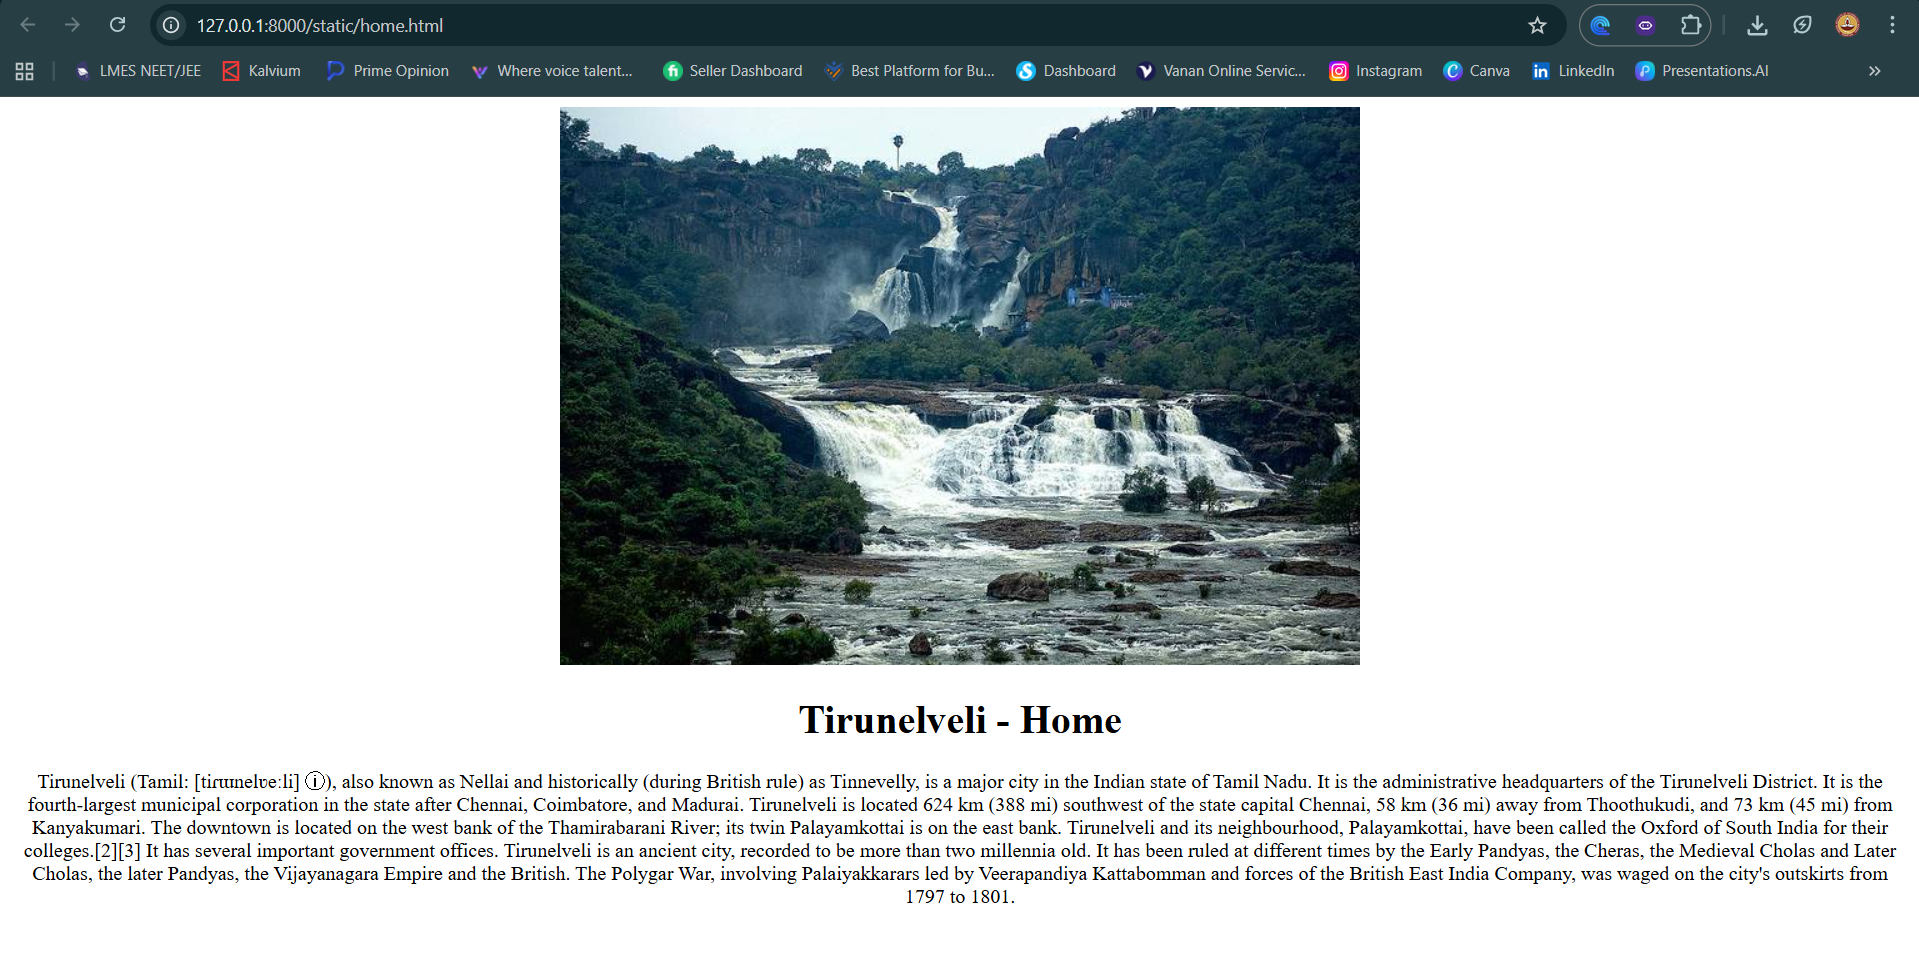 127.0.0.1:8000/static/home.html
LMES NEET/JEE Kalvium Prime Opinion Where voice talent... Seller Dashboard Best Platform for Bu... Dashboard Vanan Online Servic... Instagram Canva LinkedIn Presentations.AI
Tirunelveli - Home
Tirunelveli (Tamil: [tiɾunelʋeːli] ⓘ), also known as Nellai and historically (during British rule) as Tinnevelly, is a major city in the Indian state of Tamil Nadu. It is the administrative headquarters of the Tirunelveli District. It is the
fourth-largest municipal corporation in the state after Chennai, Coimbatore, and Madurai. Tirunelveli is located 624 km (388 mi) southwest of the state capital Chennai, 58 km (36 mi) away from Thoothukudi, and 73 km (45 mi) from
Kanyakumari. The downtown is located on the west bank of the Thamirabarani River; its twin Palayamkottai is on the east bank. Tirunelveli and its neighbourhood, Palayamkottai, have been called the Oxford of South India for their
colleges.[2][3] It has several important government offices. Tirunelveli is an ancient city, recorded to be more than two millennia old. It has been ruled at different times by the Early Pandyas, the Cheras, the Medieval Cholas and Later
Cholas, the later Pandyas, the Vijayanagara Empire and the British. The Polygar War, involving Palaiyakkarars led by Veerapandiya Kattabomman and forces of the British East India Company, was waged on the city's outskirts from
1797 to 1801.